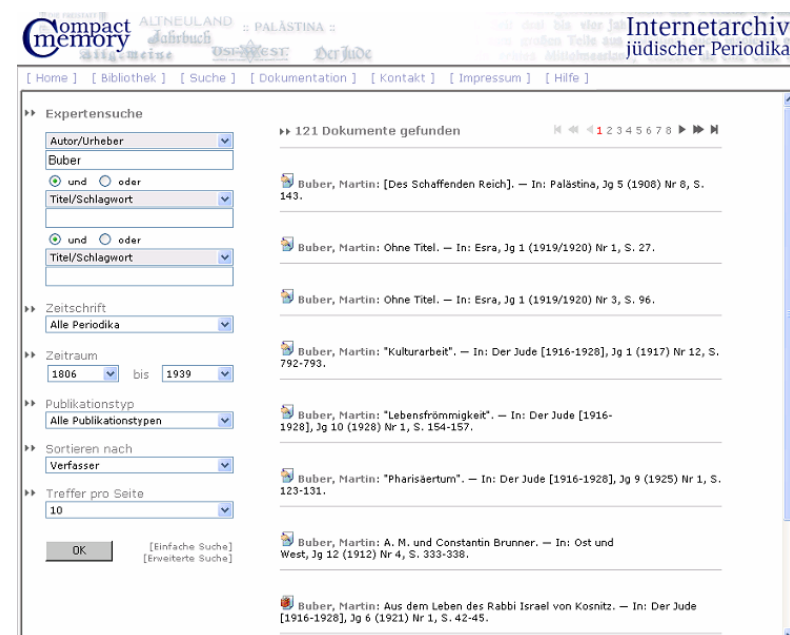 Compact
memory
ALTNEULAND
:: PALÄSTINA ::
Jahrbuch
Ost und West
Der Jude
Internetarchiv
jüdischer Periodika
[ Home ] [ Bibliothek ] [ Suche ] [ Dokumentation ] [ Kontakt ] [ Impressum ] [ Hilfe ]
Expertensuche
Autor/Urheber
Buber
und oder
Titel/Schlagwort
und oder
Titel/Schlagwort
Zeitschrift
Alle Periodika
Zeitraum
1806 bis 1939
Publikationstyp
Alle Publikationstypen
Sortieren nach
Verfasser
Treffer pro Seite
10
OK
[Einfache Suche]
[Erweiterte Suche]
121 Dokumente gefunden
1 2 3 4 5 6 7 8
Buber, Martin: [Des Schaffenden Reich]. — In: Palästina, Jg 5 (1908) Nr 8, S.
143.
Buber, Martin: Ohne Titel. — In: Esra, Jg 1 (1919/1920) Nr 1, S. 27.
Buber, Martin: Ohne Titel. — In: Esra, Jg 1 (1919/1920) Nr 3, S. 96.
Buber, Martin: "Kulturarbeit". — In: Der Jude [1916-1928], Jg 1 (1917) Nr 12, S.
792-793.
Buber, Martin: "Lebensfrömmigkeit". — In: Der Jude [1916-
1928], Jg 10 (1928) Nr 1, S. 154-157.
Buber, Martin: "Pharisäertum". — In: Der Jude [1916-1928], Jg 9 (1925) Nr 1, S.
123-131.
Buber, Martin: A. M. und Constantin Brunner. — In: Ost und
West, Jg 12 (1912) Nr 4, S. 333-338.
Buber, Martin: Aus dem Leben des Rabbi Israel von Kosnitz. — In: Der Jude
[1916-1928], Jg 6 (1921) Nr 1, S. 42-45.